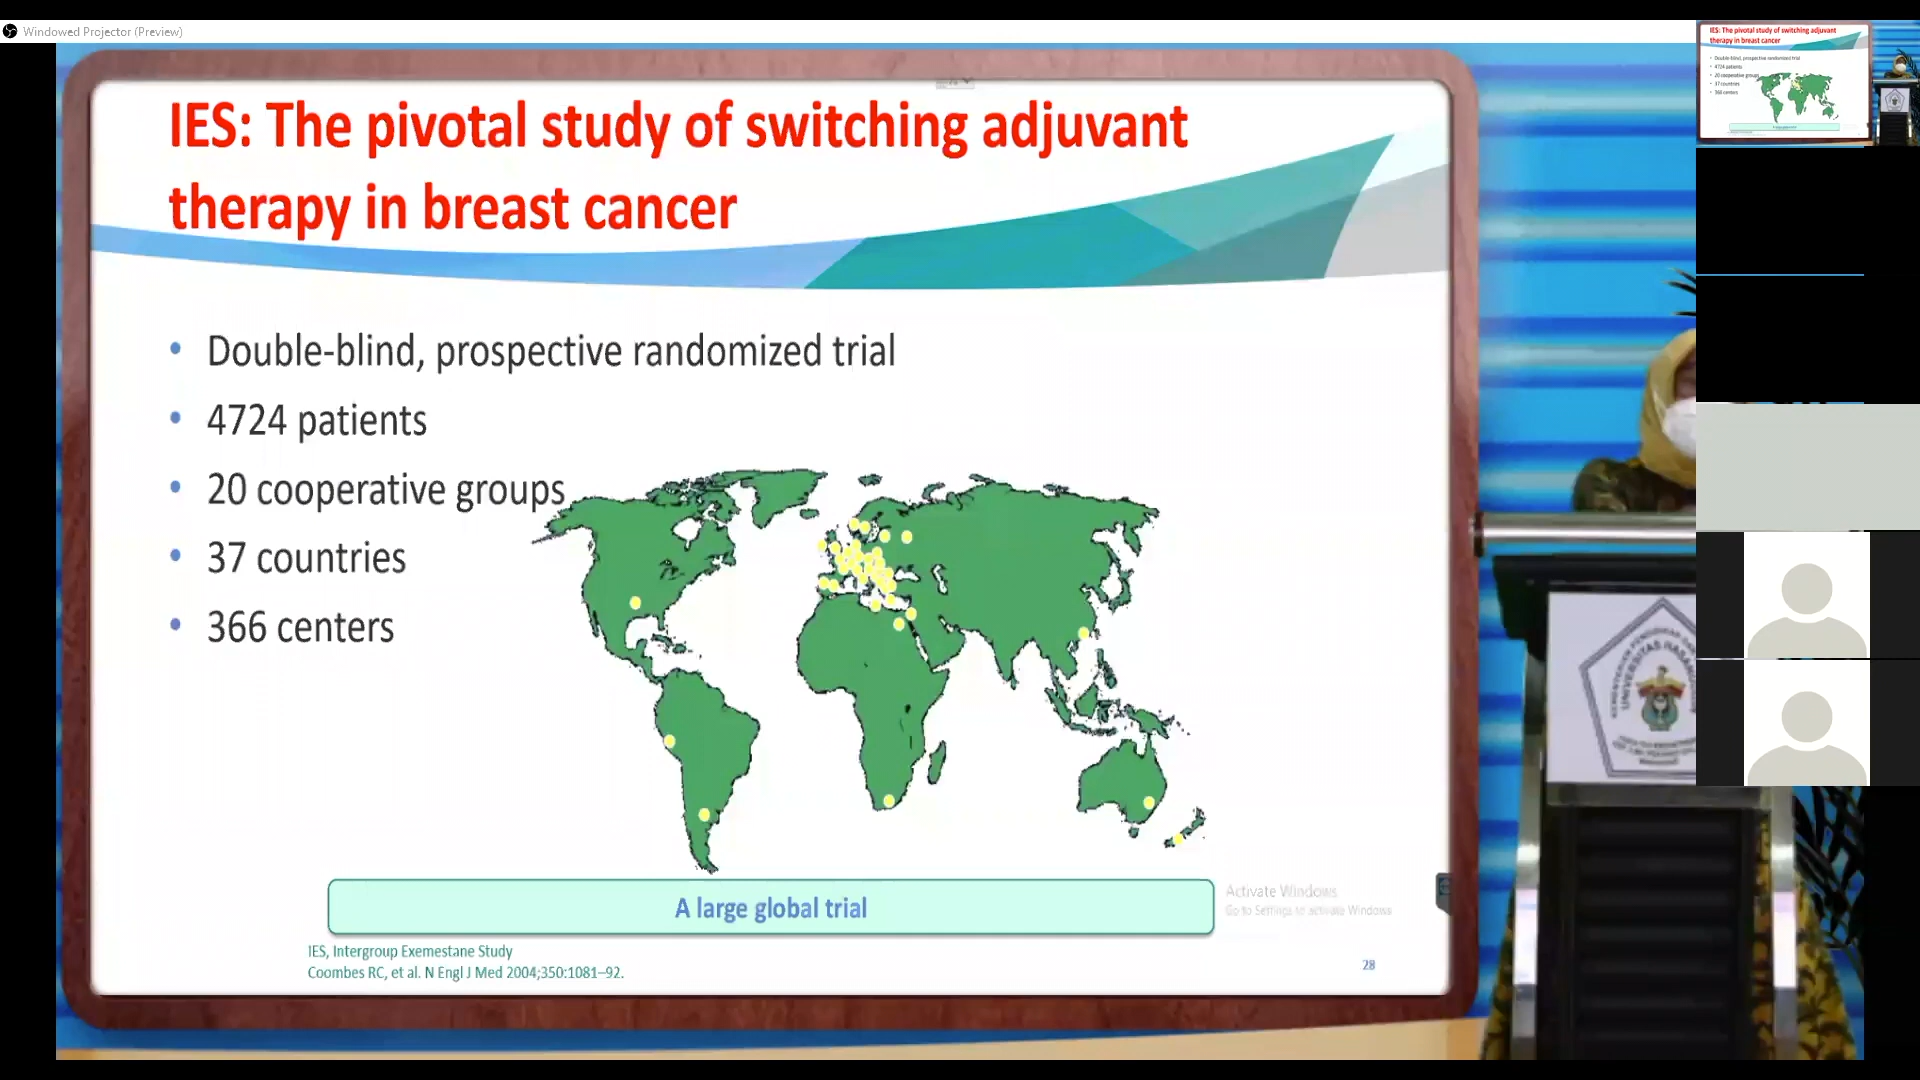 Windowed Projector (Preview)
IES: The pivotal study of switching adjuvant
therapy in breast cancer
• Double-blind, prospective randomized trial
• 4724 patients
• 20 cooperative groups
• 37 countries
• 366 centers
A large global trial
Activate Windows
Go to Settings to activate Windows
IES, Intergroup Exemestane Study
Coombes RC, et al. N Engl J Med 2004;350:1081–92.
28
IES: The pivotal study of switching adjuvant
therapy in breast cancer
• Double-blind, prospective randomized trial
• 4724 patients
• 20 cooperative groups
• 37 countries
• 366 centers